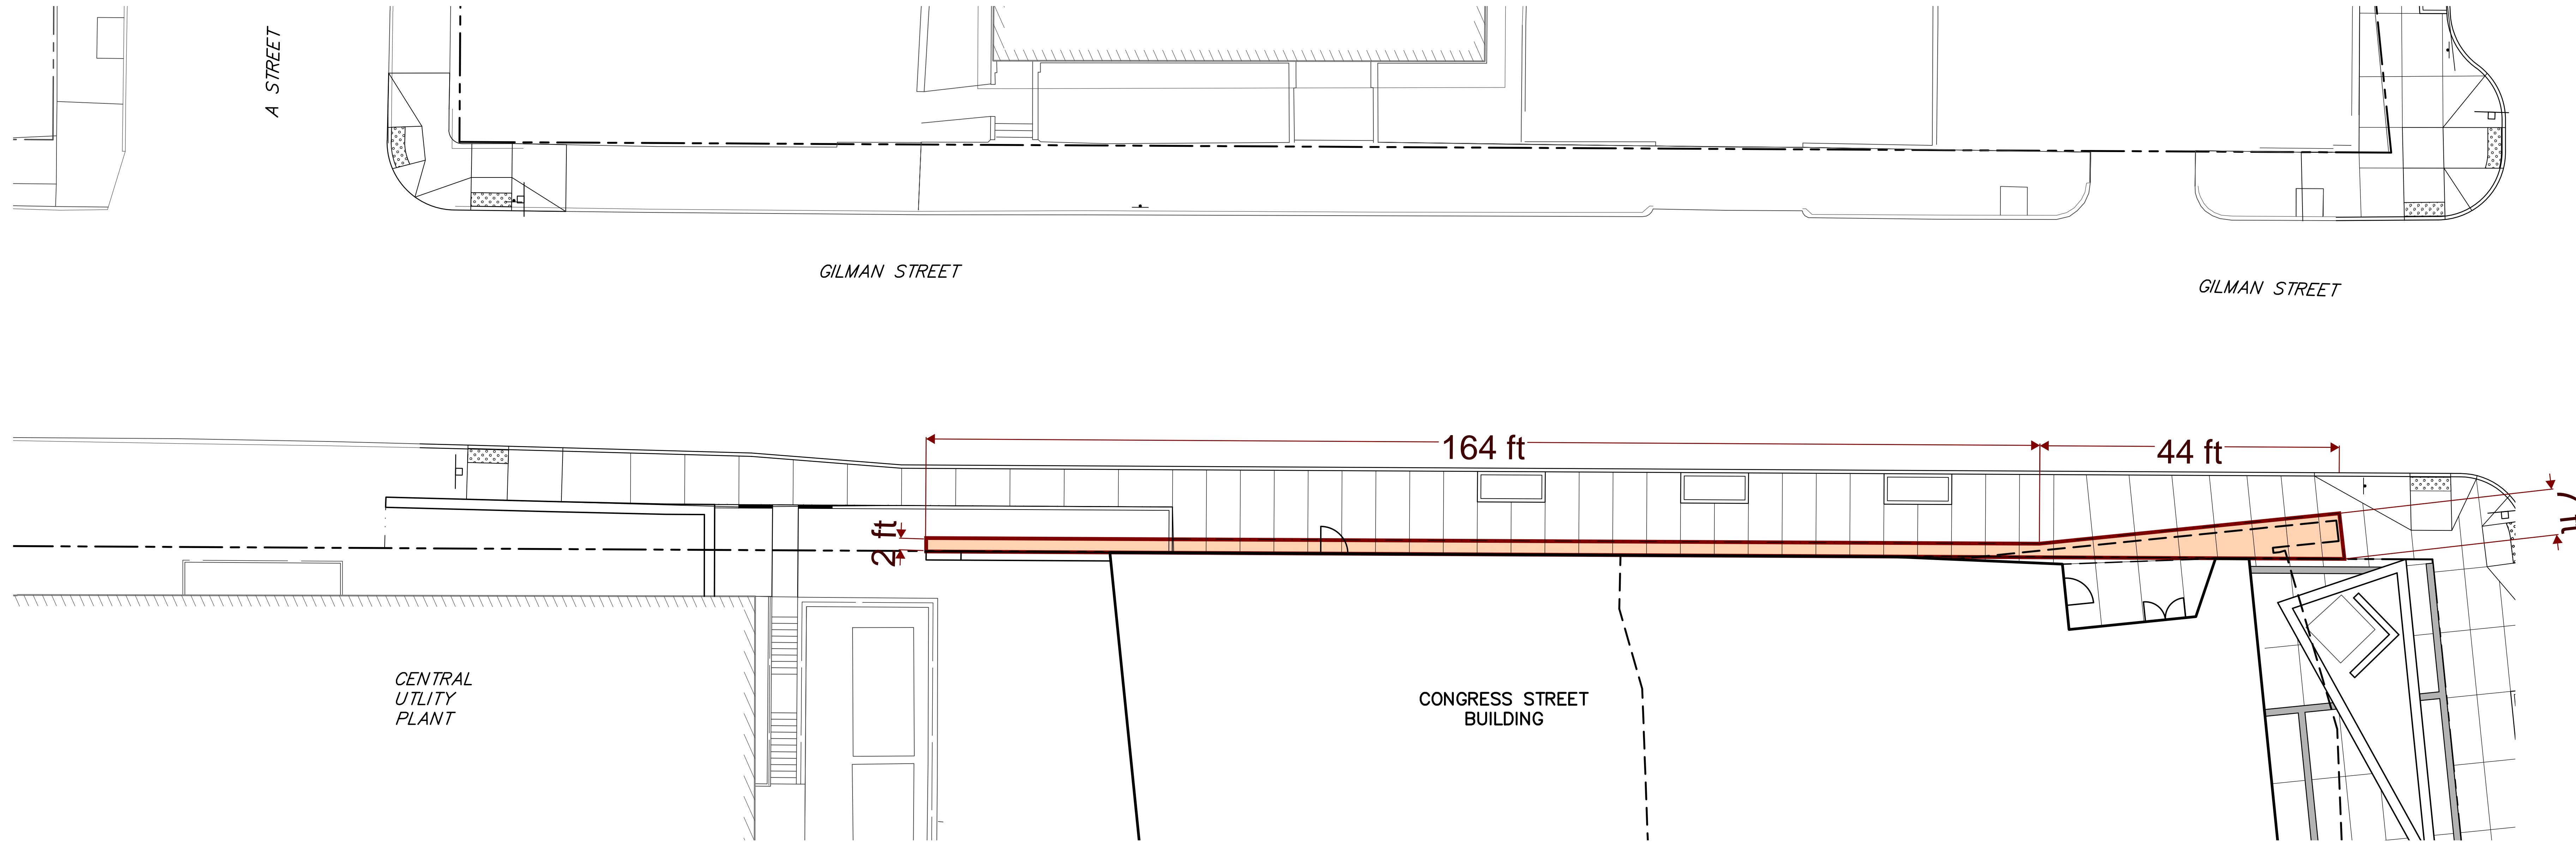 A STREET
GILMAN STREET
GILMAN STREET
164 ft
44 ft
2 ft
CENTRAL
UTLITY
PLANT
CONGRESS STREET
BUILDING